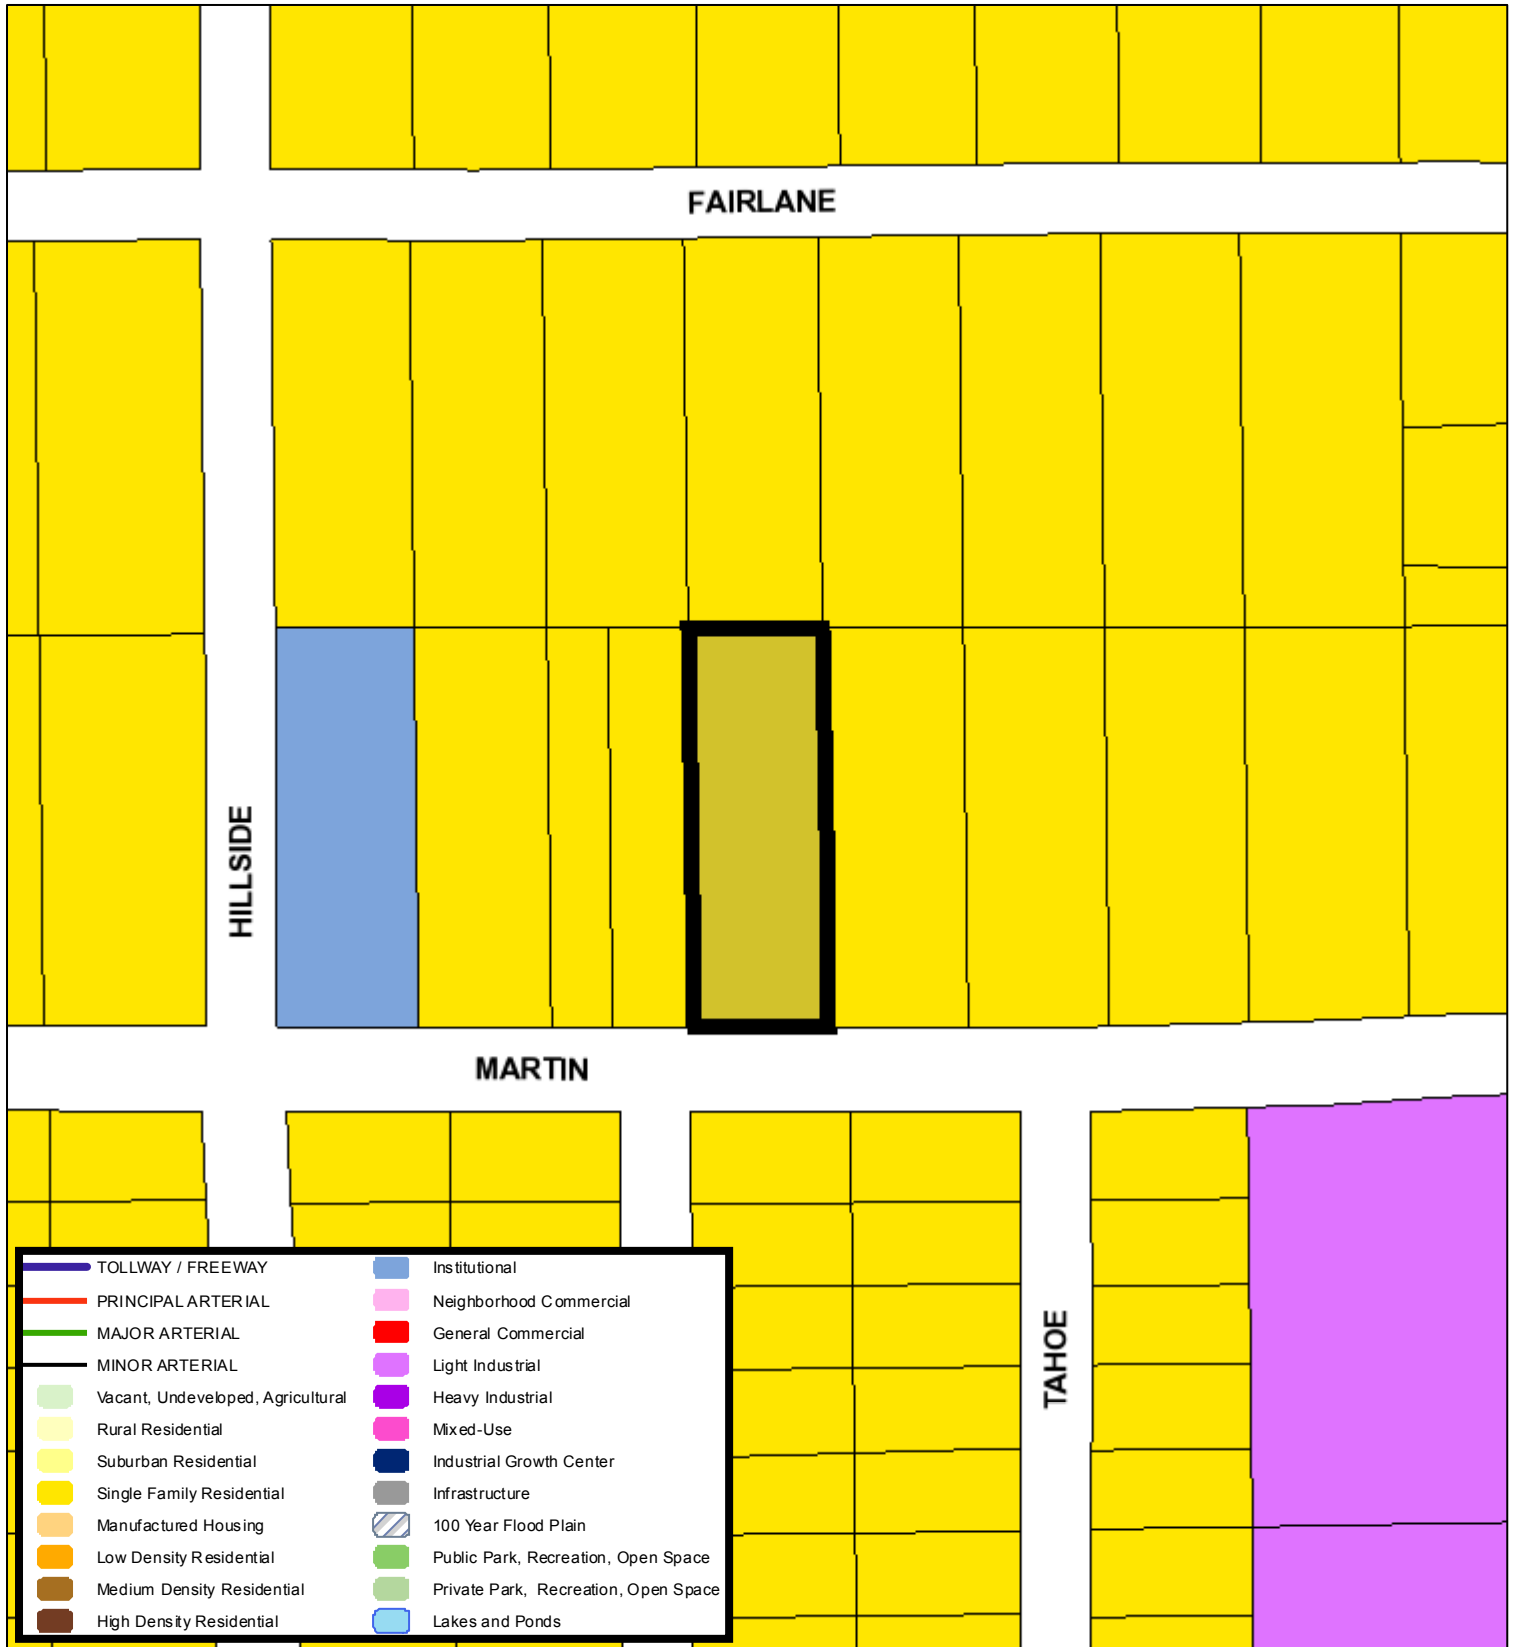 FAIRLANE
HILLSIDE
MARTIN
TAHOE
TOLLWAY / FREEWAY
PRINCIPAL ARTERIAL
MAJOR ARTERIAL
MINOR ARTERIAL
Vacant, Undeveloped, Agricultural
Rural Residential
Suburban Residential
Single Family Residential
Manufactured Housing
Low Density Residential
Medium Density Residential
High Density Residential
Institutional
Neighborhood Commercial
General Commercial
Light Industrial
Heavy Industrial
Mixed-Use
Industrial Growth Center
Infrastructure
100 Year Flood Plain
Public Park, Recreation, Open Space
Private Park, Recreation, Open Space
Lakes and Ponds